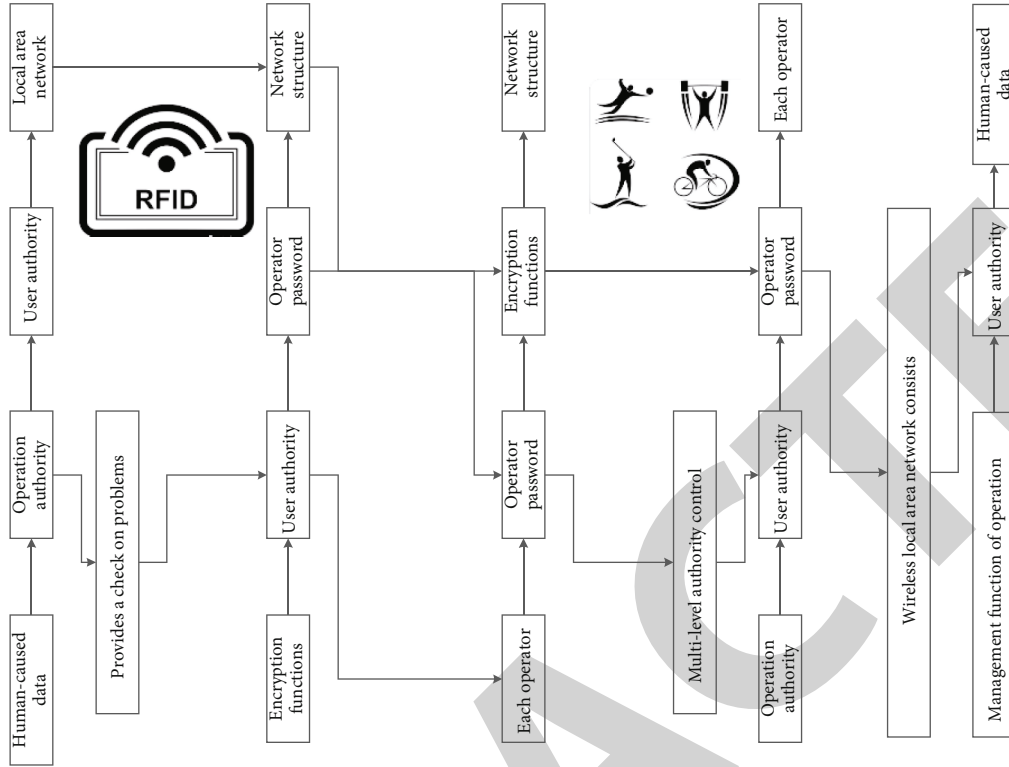 Human-caused
data
Operation
authority
User authority
Local area
network
Provides a check on problems
RFID
Encryption
functions
User authority
Operator
password
Network
structure
Each operator
Operator
password
Encryption
functions
Network
structure
Multi-level authority control
Operation
authority
User authority
Operator
password
Each operator
Wireless local area network consists
Management function of operation
User authority
Human-caused
data
ACTE